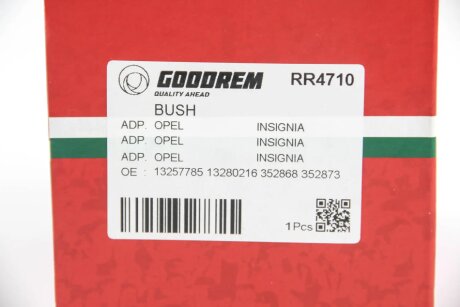 GOODREM RR4710
QUALITY AHEAD
BUSH
ADP. OPEL INSIGNIA
ADP. OPEL INSIGNIA
ADP. OPEL INSIGNIA
OE : 13257785 13280216 352868 352873
1Pcs